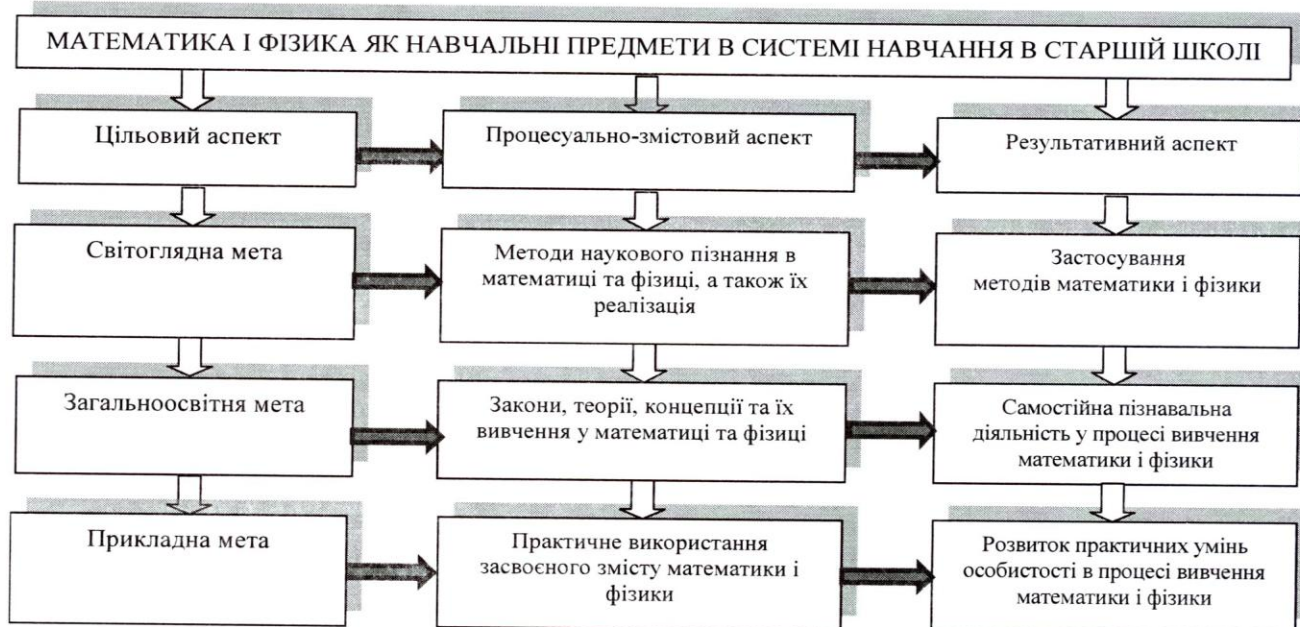 МАТЕМАТИКА І ФІЗИКА ЯК НАВЧАЛЬНІ ПРЕДМЕТИ В СИСТЕМІ НАВЧАННЯ В СТАРШІЙ ШКОЛІ
Цільовий аспект
Процесуально-змістовий аспект
Результативний аспект
Світоглядна мета
Методи наукового пізнання в
математиці та фізиці, а також їх
реалізація
Застосування
методів математики і фізики
Загальноосвітня мета
Закони, теорії, концепції та їх
вивчення у математиці та фізиці
Самостійна пізнавальна
діяльність у процесі вивчення
математики і фізики
Прикладна мета
Практичне використання
засвоєного змісту математики і
фізики
Розвиток практичних умінь
особистості в процесі вивчення
математики і фізики